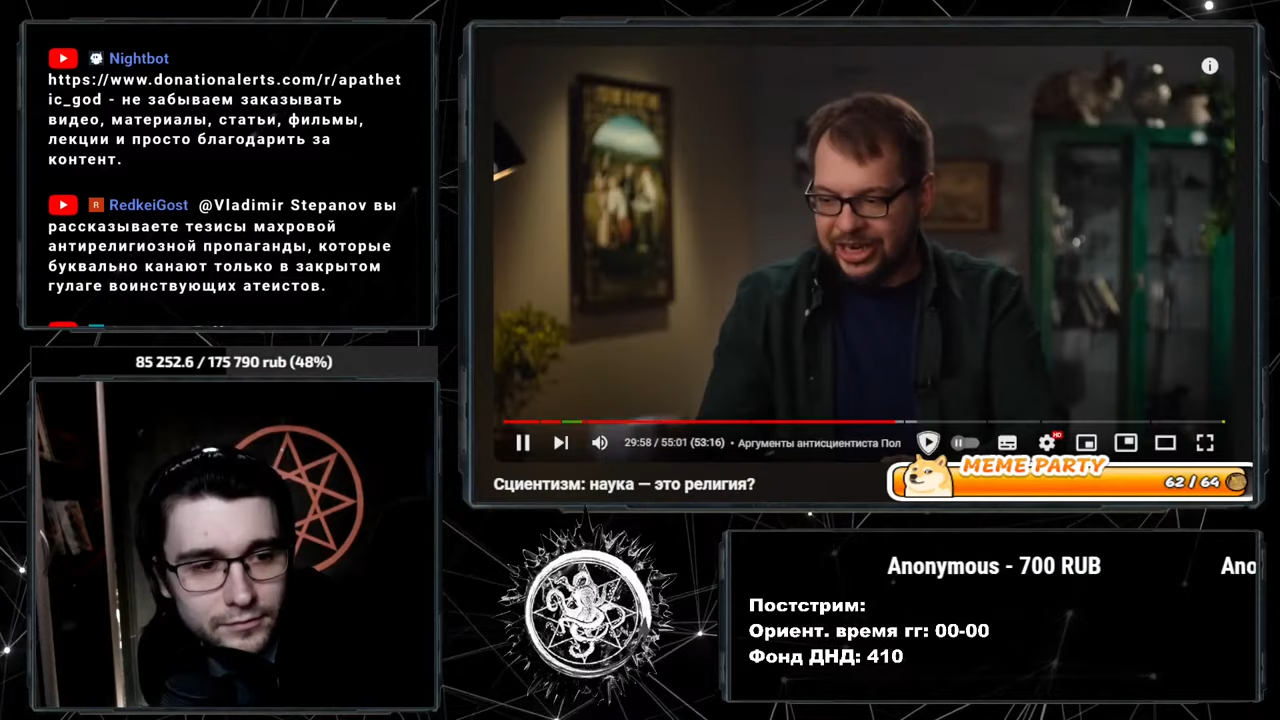 Nightbot
https://www.donationalerts.com/r/apathet
ic_god - не забываем заказывать
видео, материалы, статьи, фильмы,
лекции и просто благодарить за
контент.
R RedkeiGost @Vladimir Stepanov вы
рассказываете тезисы махровой
антирелигиозной пропаганды, которые
буквально канают только в закрытом
гулаге воинствующих атеистов.
85 252.6 / 175 790 rub (48%)
29:58 / 55:01 (53:16) • Аргументы антисциентиста Пол
HD
MEME PARTY
62 / 64
Сциентизм: наука — это религия?
Anonymous - 700 RUB Ano
Постстрим:
Ориент. время гг: 00-00
Фонд ДНД: 410